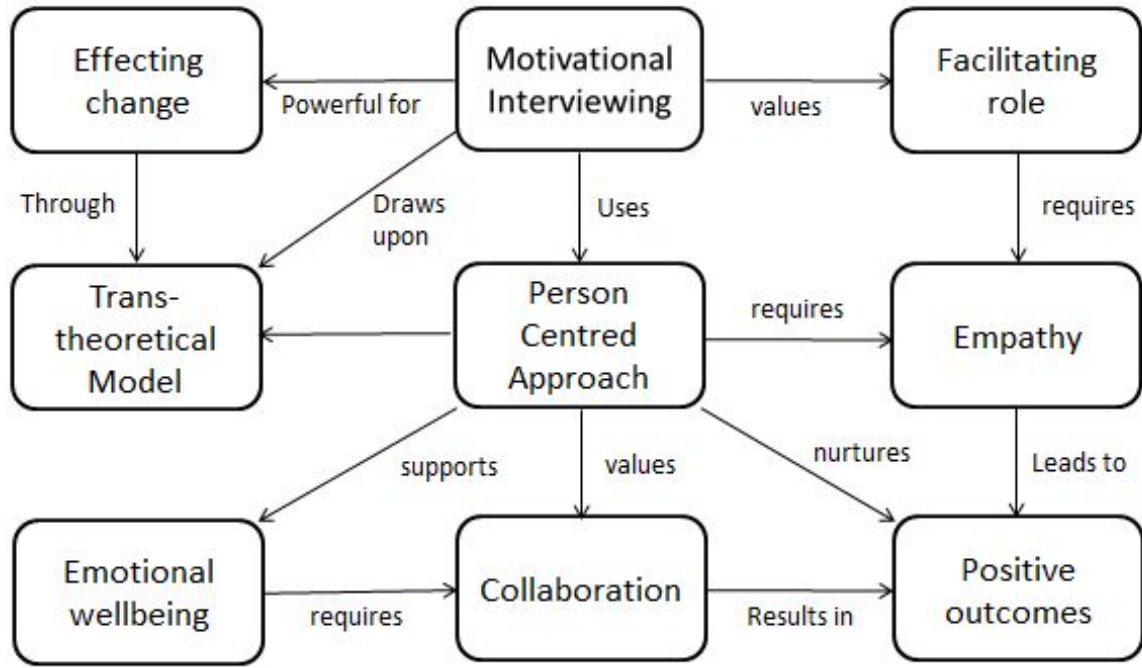 Effecting
change
Motivational
Interviewing
Facilitating
role
Powerful for
values
Through
Draws
upon
Uses
requires
Trans-
theoretical
Model
Person
Centred
Approach
requires
Empathy
supports
values
nurtures
Leads to
Emotional
wellbeing
requires
Collaboration
Results in
Positive
outcomes